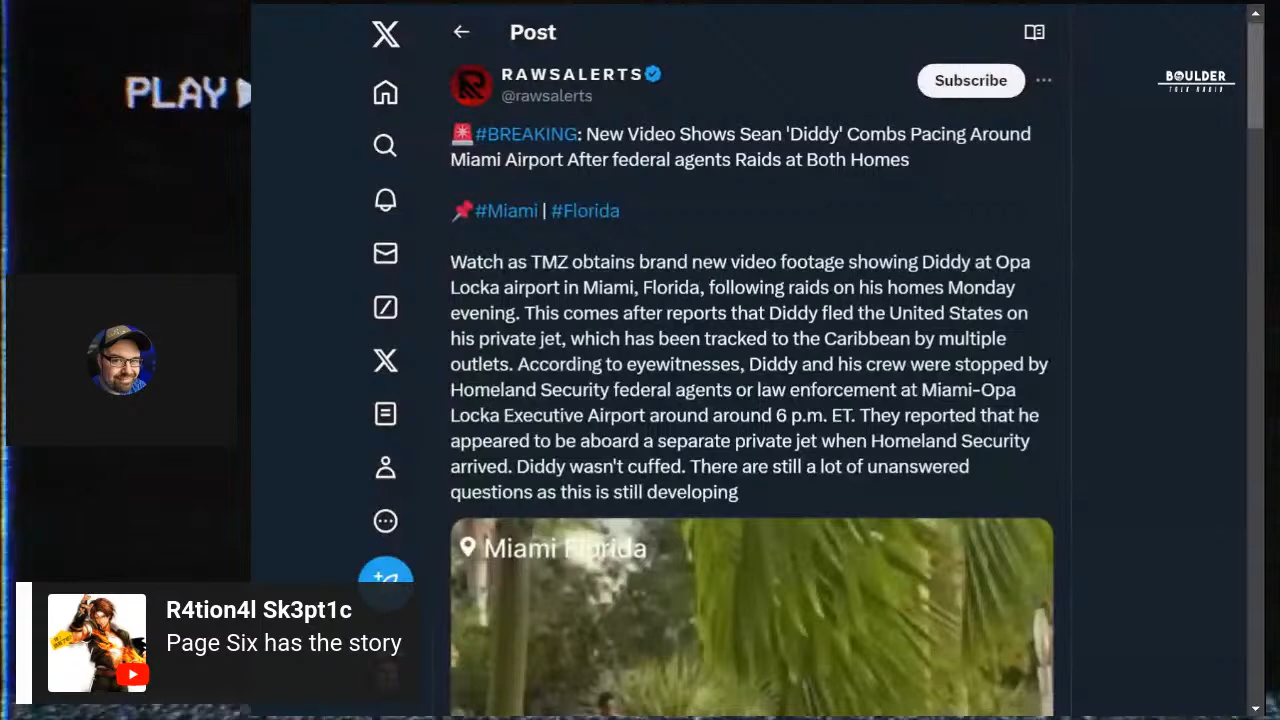 PLAY
Post
RAWSALERTS
@rawsalerts
Subscribe
BOULDER
TALK RADIO
🚨#BREAKING: New Video Shows Sean 'Diddy' Combs Pacing Around
Miami Airport After federal agents Raids at Both Homes
📌#Miami | #Florida
Watch as TMZ obtains brand new video footage showing Diddy at Opa
Locka airport in Miami, Florida, following raids on his homes Monday
evening. This comes after reports that Diddy fled the United States on
his private jet, which has been tracked to the Caribbean by multiple
outlets. According to eyewitnesses, Diddy and his crew were stopped by
Homeland Security federal agents or law enforcement at Miami-Opa
Locka Executive Airport around around 6 p.m. ET. They reported that he
appeared to be aboard a separate private jet when Homeland Security
arrived. Diddy wasn't cuffed. There are still a lot of unanswered
questions as this is still developing
Miami Florida
R4tion4l Sk3pt1c
Page Six has the story